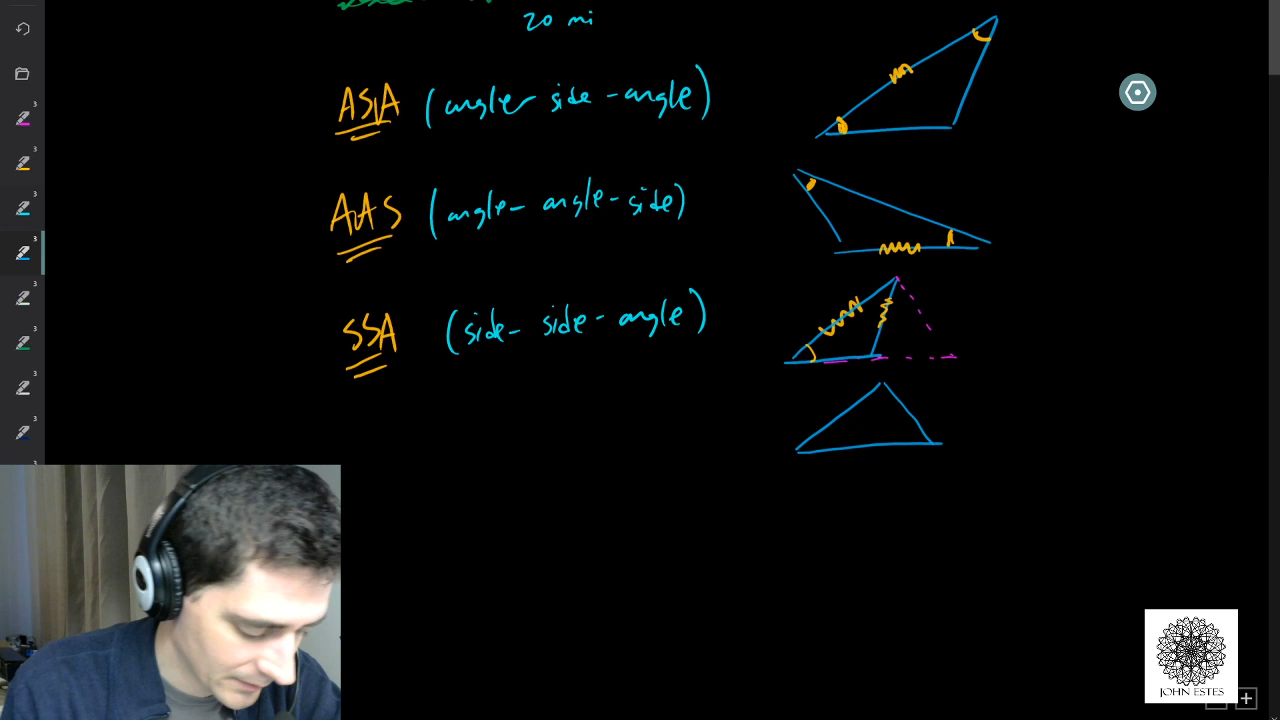 20 mi
ASA (angle-side-angle)
AAS (angle-angle-side)
SSA (side-side-angle)
JOHN ESTES